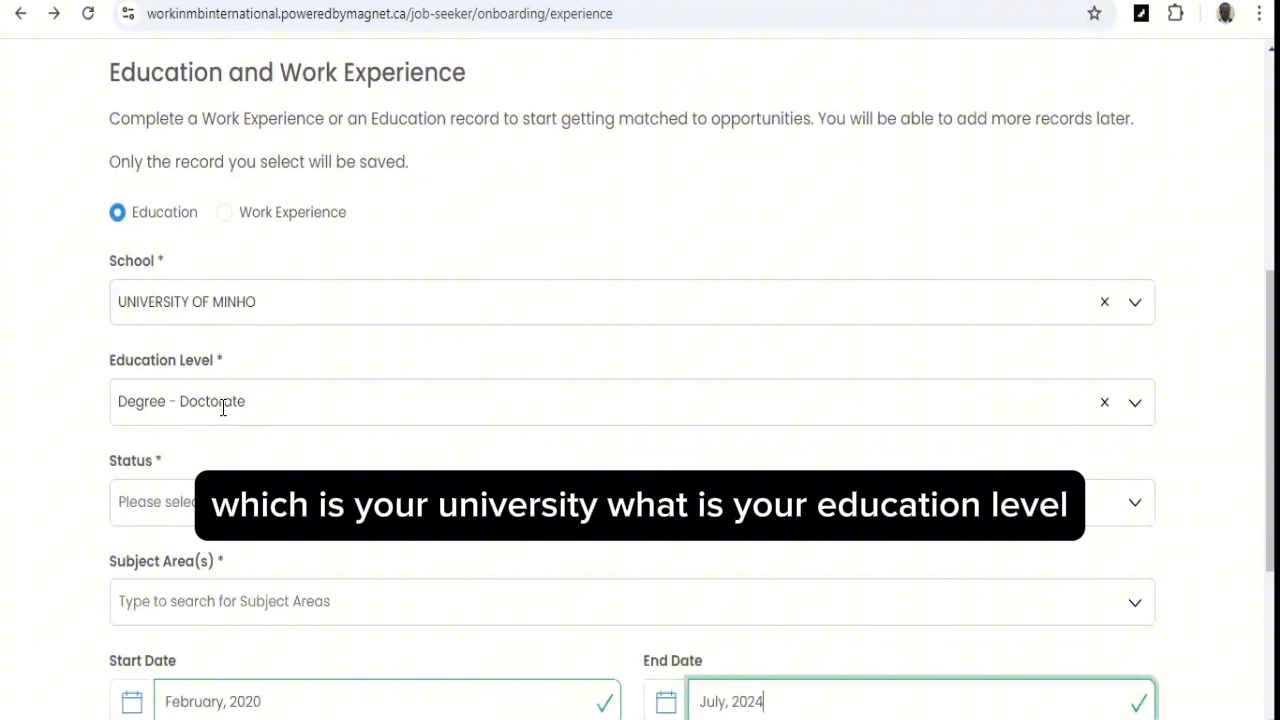 workinmbinternational.poweredbymagnet.ca/job-seeker/onboarding/experience
Education and Work Experience
Complete a Work Experience or an Education record to start getting matched to opportunities. You will be able to add more records later.
Only the record you select will be saved.
Education Work Experience
School *
UNIVERSITY OF MINHO
Education Level *
Degree - Doctorate
Status *
Please
which is your university what is your education level
Subject Area(s) *
Type to search for Subject Areas
Start Date End Date
February, 2020 July, 2024